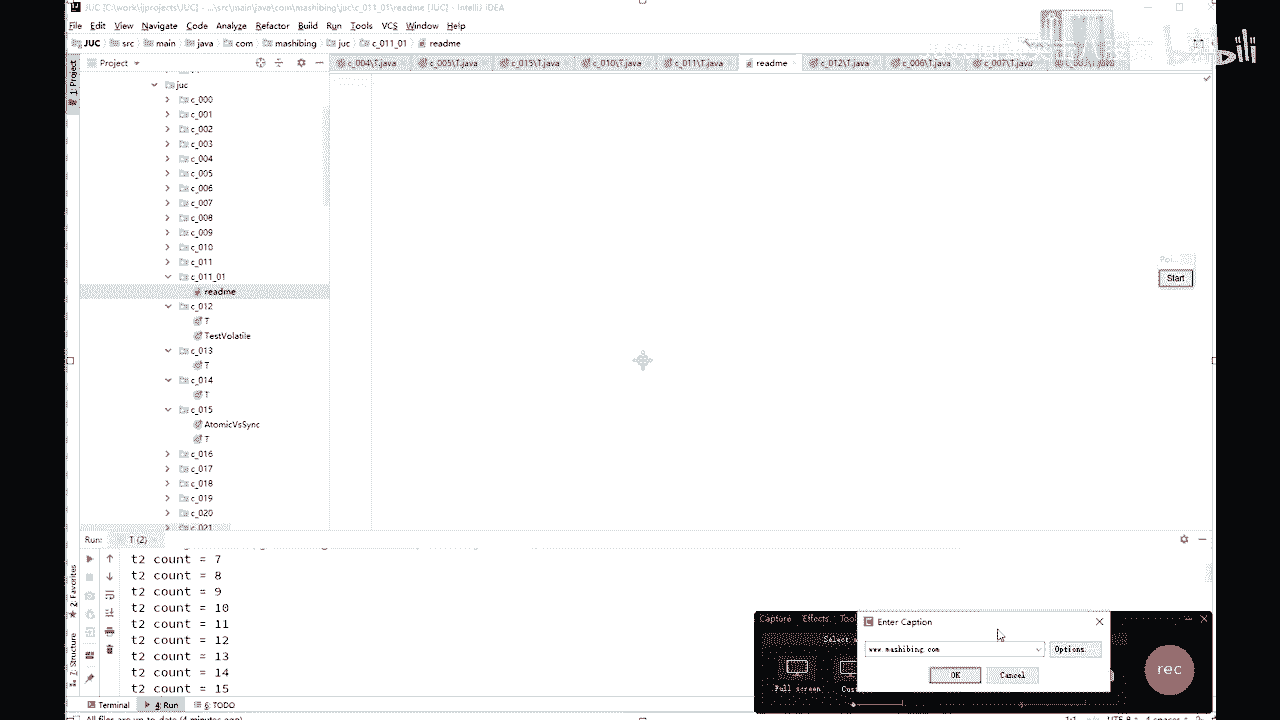 JUC [C:\work\ijprojects\JUC] - ...\src\main\java\com\mashibing\juc\c_011_01\readme [JUC] - IntelliJ IDEA
File Edit View Navigate Code Analyze Refactor Build Run Tools VCS Window Help
JUC src main java com mashibing juc c_011_01 readme
1: Project
Project
c_004\T.java c_005\T.java c_015\T.java c_010\T.java c_011\T.java readme c_012\T.java c_006\T.java c_007\T.java
juc
c_000
c_001
c_002
c_003
c_004
c_005
c_006
c_007
c_008
c_009
c_010
c_011
c_011_01
readme
c_012
T
TestVolatile
c_013
T
c_014
T
c_015
AtomicVsSync
T
c_016
c_017
c_018
c_019
c_020
c_021
Start
Run: T (2)
t2 count = 7
t2 count = 8
t2 count = 9
t2 count = 10
t2 count = 11
t2 count = 12
t2 count = 13
t2 count = 14
t2 count = 15
2: Favorites
7: Structure
Capture Effects
Enter Caption
www.mashibing.com
Options...
OK Cancel
Full screen
rec
Terminal 4: Run 6: TODO
All files are up-to-date (4 minutes ago)